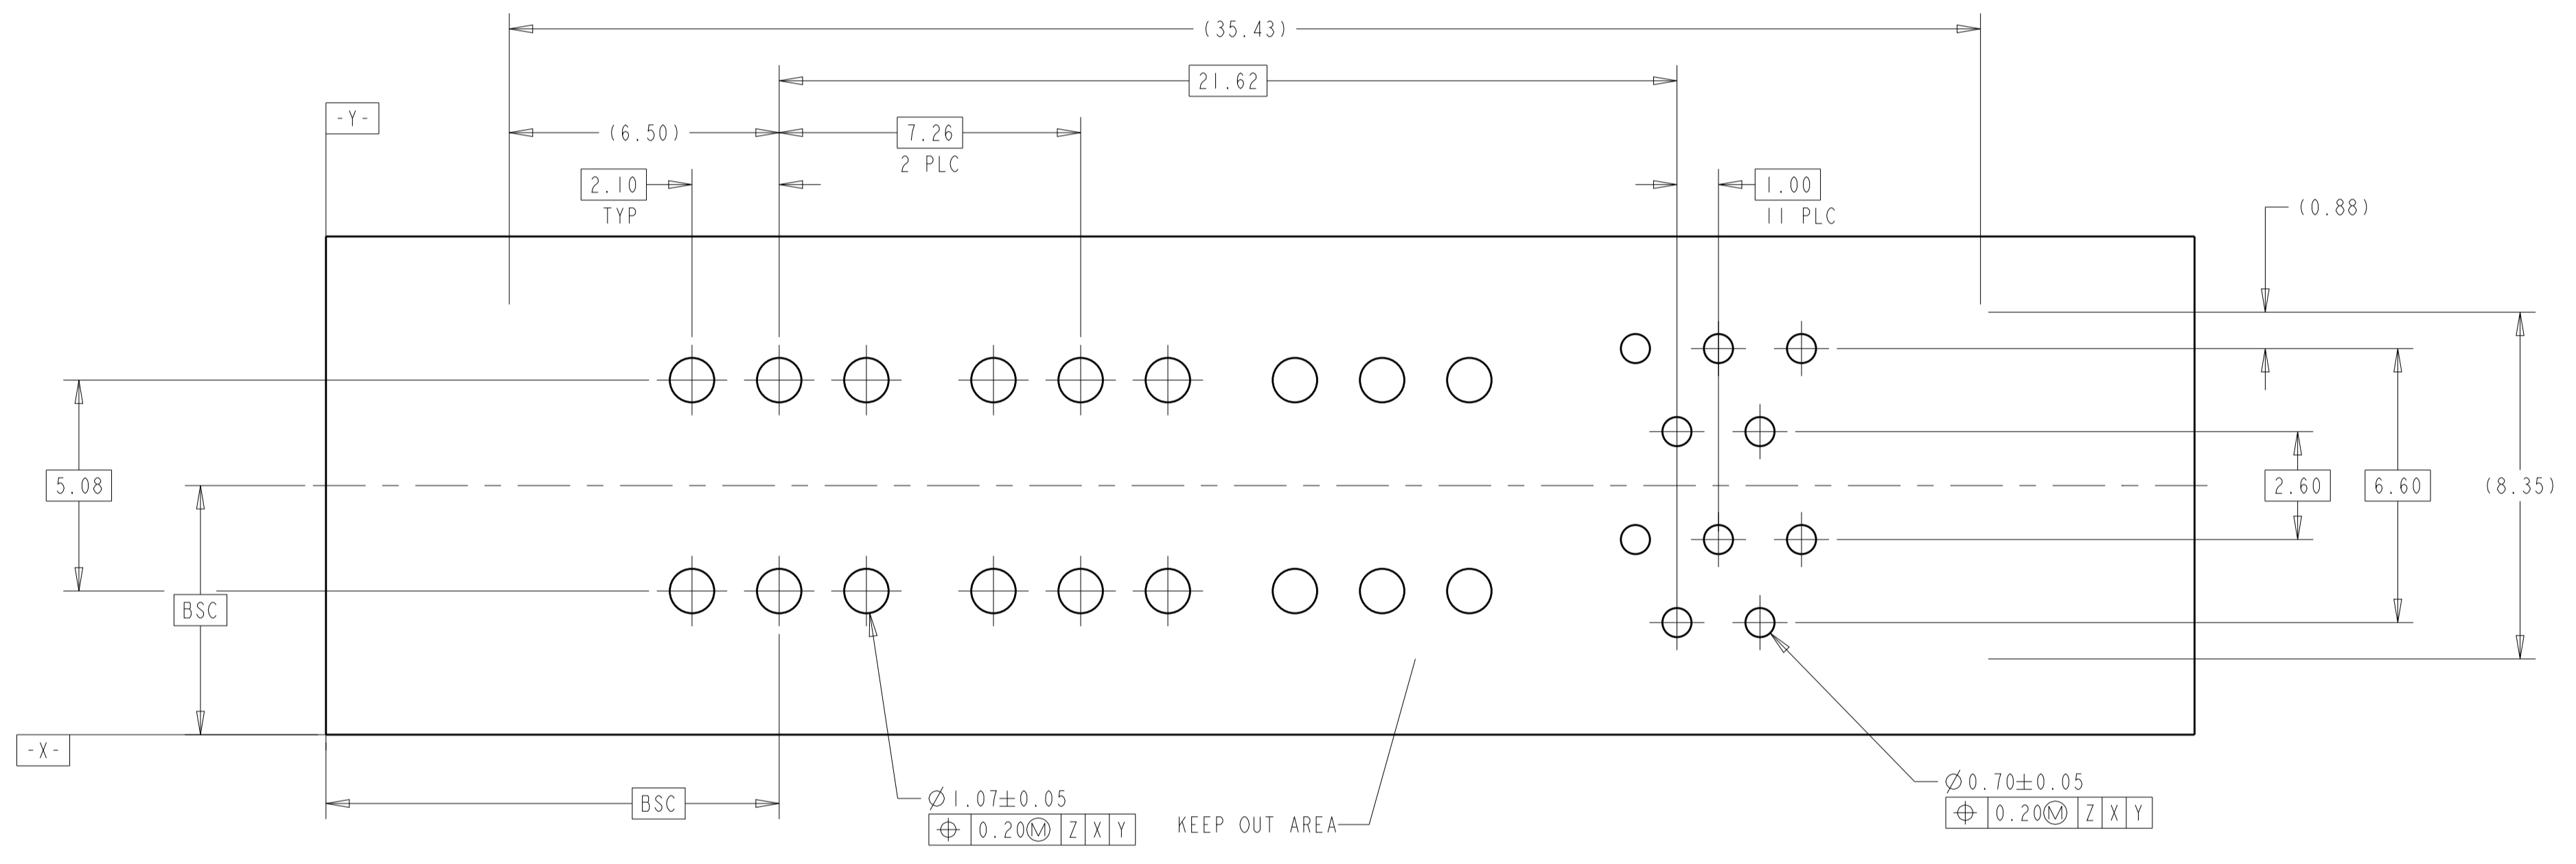 (35.43)
21.62
-Y-
(6.50)
7.26
2 PLC
2.10
TYP
1.00
11 PLC
(0.88)
5.08
2.60
6.60
(8.35)
BSC
-X-
BSC
Ø1.07±0.05
⌖ 0.20Ⓜ Z X Y
KEEP OUT AREA
Ø0.70±0.05
⌖ 0.20Ⓜ Z X Y